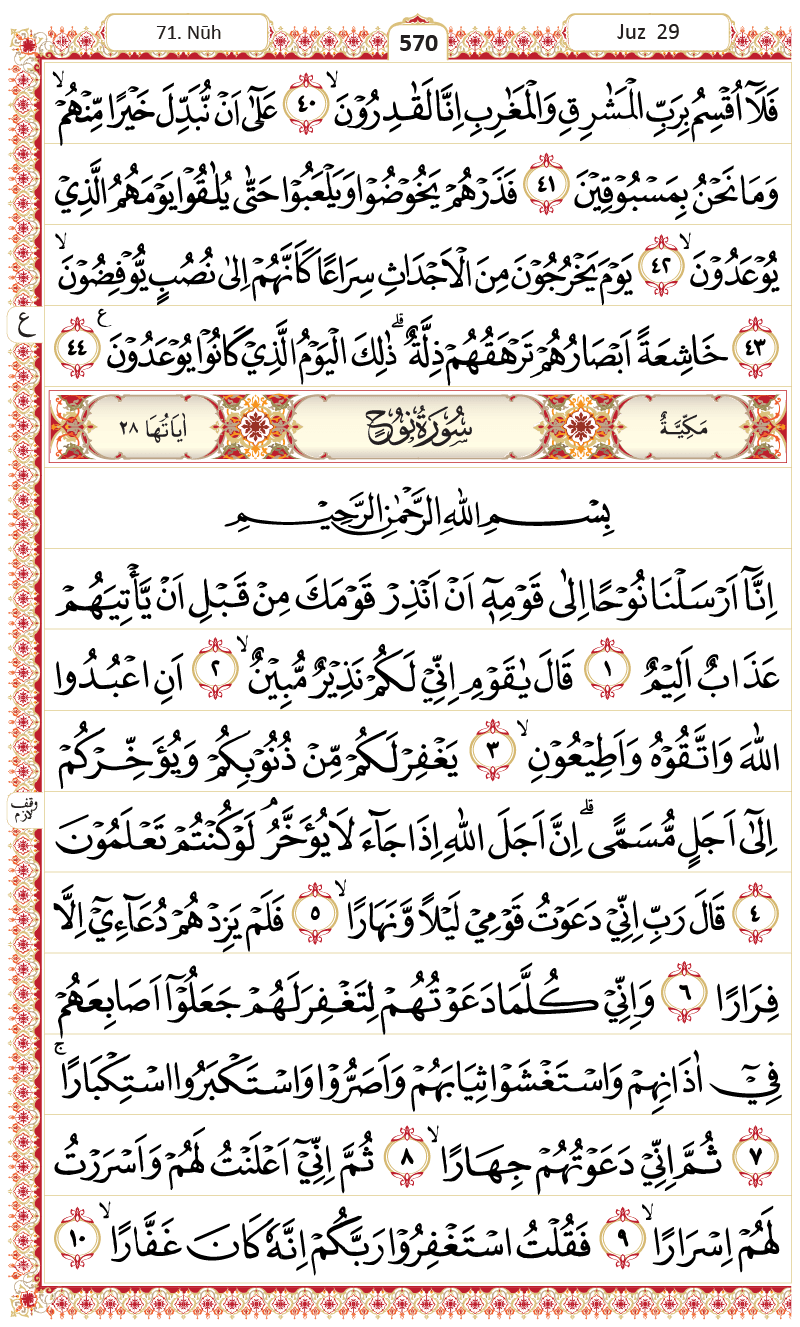 71. Nūh
570
Juz 29
فَلَآ اُقْسِمُ بِرَبِّ الْمَشٰرِقِ وَالْمَغٰرِبِ اِنَّا لَقٰدِرُوْنَۙ ٤٠ عَلٰٓى اَنْ نُّبَدِّلَ خَيْرًا مِّنْهُمْۙ
وَمَا نَحْنُ بِمَسْبُوْقِيْنَ ٤١ فَذَرْهُمْ يَخُوْضُوْا وَيَلْعَبُوْا حَتّٰى يُلٰقُوْا يَوْمَهُمُ الَّذِيْ
يُوْعَدُوْنَۙ ٤٢ يَوْمَ يَخْرُجُوْنَ مِنَ الْاَجْدَاثِ سِرَاعًا كَاَنَّهُمْ اِلٰى نُصُبٍ يُّوْفِضُوْنَۙ
ع
٤٣ خَاشِعَةً اَبْصَارُهُمْ تَرْهَقُهُمْ ذِلَّةٌ ۗذٰلِكَ الْيَوْمُ الَّذِيْ كَانُوْا يُوْعَدُوْنَ ࣖ ٤٤
مَكِّيَّةٌ
سُوْرَةُ نُوْحٍ
اٰيَاتُهَا ٢٨
بِسْمِ اللّٰهِ الرَّحْمٰنِ الرَّحِيْمِ
اِنَّآ اَرْسَلْنَا نُوْحًا اِلٰى قَوْمِهٖٓ اَنْ اَنْذِرْ قَوْمَكَ مِنْ قَبْلِ اَنْ يَّأْتِيَهُمْ
عَذَابٌ اَلِيْمٌ ١ قَالَ يٰقَوْمِ اِنِّيْ لَكُمْ نَذِيْرٌ مُّبِيْنٌۙ ٢ اَنِ اعْبُدُوا
اللّٰهَ وَاتَّقُوْهُ وَاَطِيْعُوْنِۙ ٣ يَغْفِرْ لَكُمْ مِّنْ ذُنُوْبِكُمْ وَيُؤَخِّرْكُمْ
وقف لازم
اِلٰٓى اَجَلٍ مُّسَمًّىۗ اِنَّ اَجَلَ اللّٰهِ اِذَا جَاۤءَ لَا يُؤَخَّرُۘ لَوْ كُنْتُمْ تَعْلَمُوْنَ
٤ قَالَ رَبِّ اِنِّيْ دَعَوْتُ قَوْمِيْ لَيْلًا وَّنَهَارًاۙ ٥ فَلَمْ يَزِدْهُمْ دُعَاۤءِيْٓ اِلَّا
فِرَارًا ٦ وَاِنِّيْ كُلَّمَا دَعَوْتُهُمْ لِتَغْفِرَ لَهُمْ جَعَلُوْٓا اَصَابِعَهُمْ
فِيْٓ اٰذَانِهِمْ وَاسْتَغْشَوْا ثِيَابَهُمْ وَاَصَرُّوْا وَاسْتَكْبَرُوا اسْتِكْبَارًاۚ
٧ ثُمَّ اِنِّيْ دَعَوْتُهُمْ جِهَارًاۙ ٨ ثُمَّ اِنِّيْٓ اَعْلَنْتُ لَهُمْ وَاَسْرَرْتُ
لَهُمْ اِسْرَارًاۙ ٩ فَقُلْتُ اسْتَغْفِرُوْا رَبَّكُمْ اِنَّهٗ كَانَ غَفَّارًاۙ ١٠